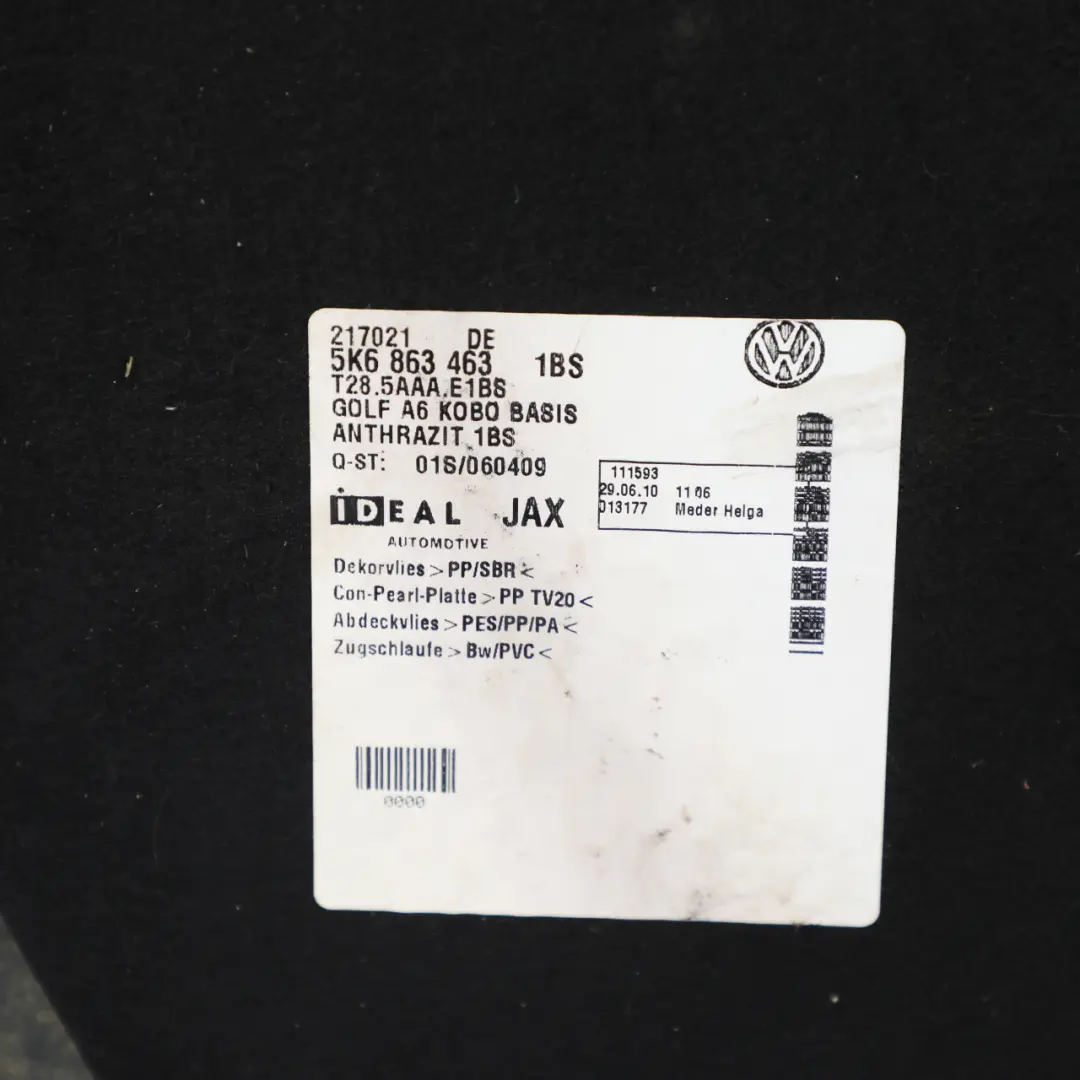 217021 DE
5K6 863 463 1BS
T28.5AAA.E1BS
GOLF A6 KOBO BASIS
ANTHRAZIT 1BS
Q-ST: 01S/060409
111593
29.06.10 11 06
013177 Meder Helga
IDEAL JAX
AUTOMOTIVE
Dekorvlies >PP/SBR<
Con-Pearl-Platte >PP TV20<
Abdeckvlies >PES/PP/PA<
Zugschlaufe >Bw/PVC<